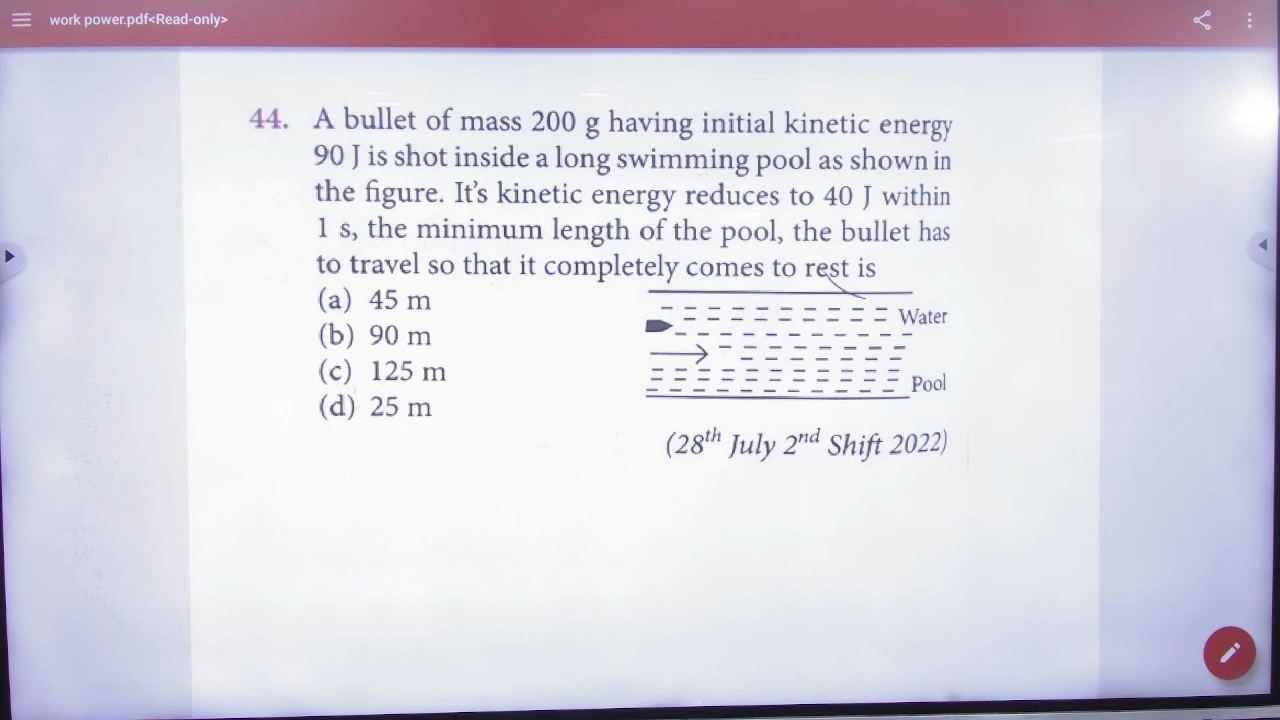 work power.pdf<Read-only>
44. A bullet of mass 200 g having initial kinetic energy
90 J is shot inside a long swimming pool as shown in
the figure. It's kinetic energy reduces to 40 J within
1 s, the minimum length of the pool, the bullet has
to travel so that it completely comes to rest is
(a) 45 m
(b) 90 m
(c) 125 m
(d) 25 m
Water
Pool
(28th July 2nd Shift 2022)